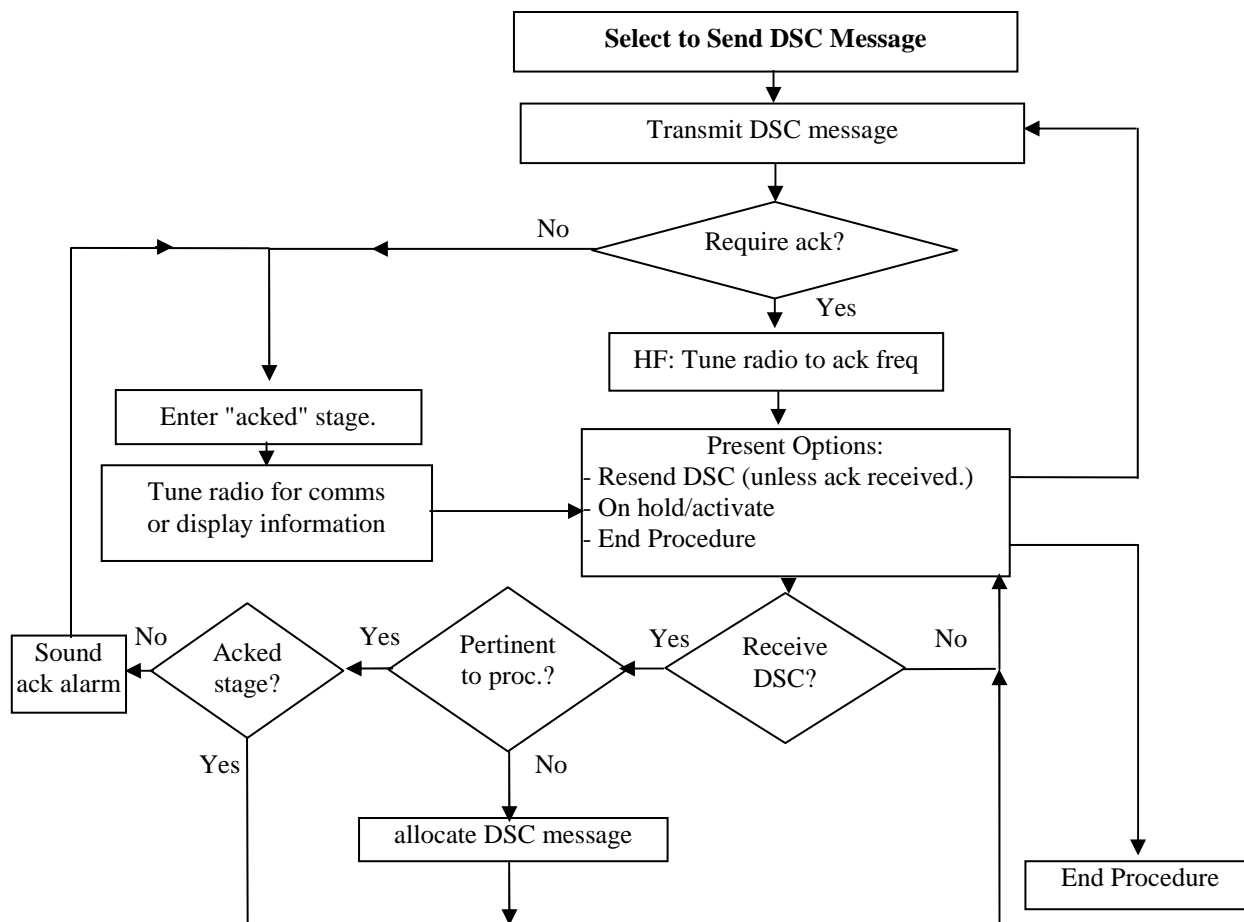 Select to Send DSC Message
Transmit DSC message
No
Require ack?
Yes
HF: Tune radio to ack freq
Enter "acked" stage.
Present Options:
- Resend DSC (unless ack received.)
- On hold/activate
- End Procedure
Tune radio for comms
or display information
No
Acked
stage?
Yes
Pertinent
to proc.?
Yes
Receive
DSC?
No
Sound
ack alarm
Yes
No
allocate DSC message
End Procedure